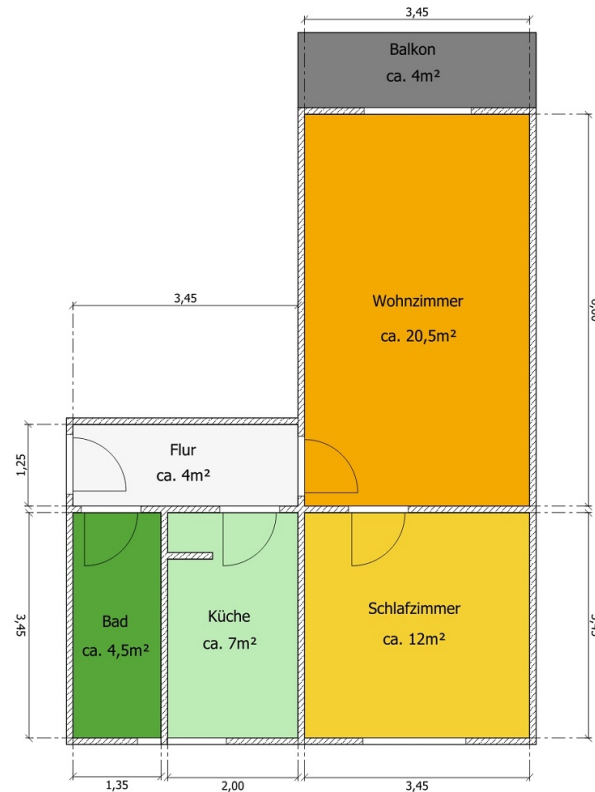 3,45
Balkon
ca. 4m²
3,45
Wohnzimmer
ca. 20,5m²
1,25
Flur
ca. 4m²
3,45
Bad
ca. 4,5m²
Küche
ca. 7m²
Schlafzimmer
ca. 12m²
1,35
2,00
3,45